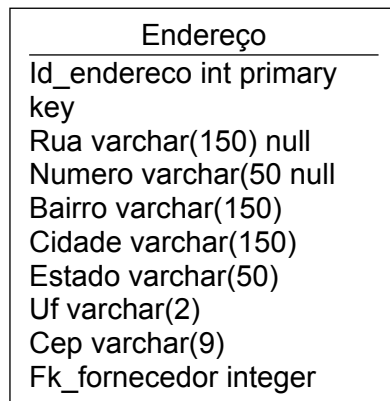 Endereço
Id_endereco int primary
key
Rua varchar(150) null
Numero varchar(50 null
Bairro varchar(150)
Cidade varchar(150)
Estado varchar(50)
Uf varchar(2)
Cep varchar(9)
Fk_fornecedor integer